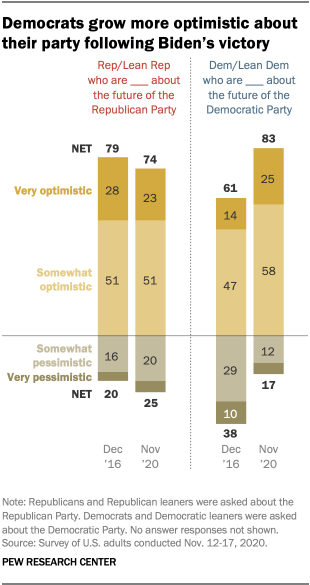 Democrats grow more optimistic about
their party following Biden's victory
Rep/Lean Rep
who are ___ about
the future of the
Republican Party
Dem/Lean Dem
who are ___ about
the future of the
Democratic Party
NET 79 74 61 83
Very optimistic 28 23 14 25
Somewhat
optimistic 51 51 47 58
Somewhat
pessimistic 16 20 29 12
Very pessimistic 10
NET 20 25 38 17
Dec
'16
Nov
'20
Dec
'16
Nov
'20
Note: Republicans and Republican leaners were asked about the
Republican Party. Democrats and Democratic leaners were asked
about the Democratic Party. No answer responses not shown.
Source: Survey of U.S. adults conducted Nov. 12-17, 2020.
PEW RESEARCH CENTER